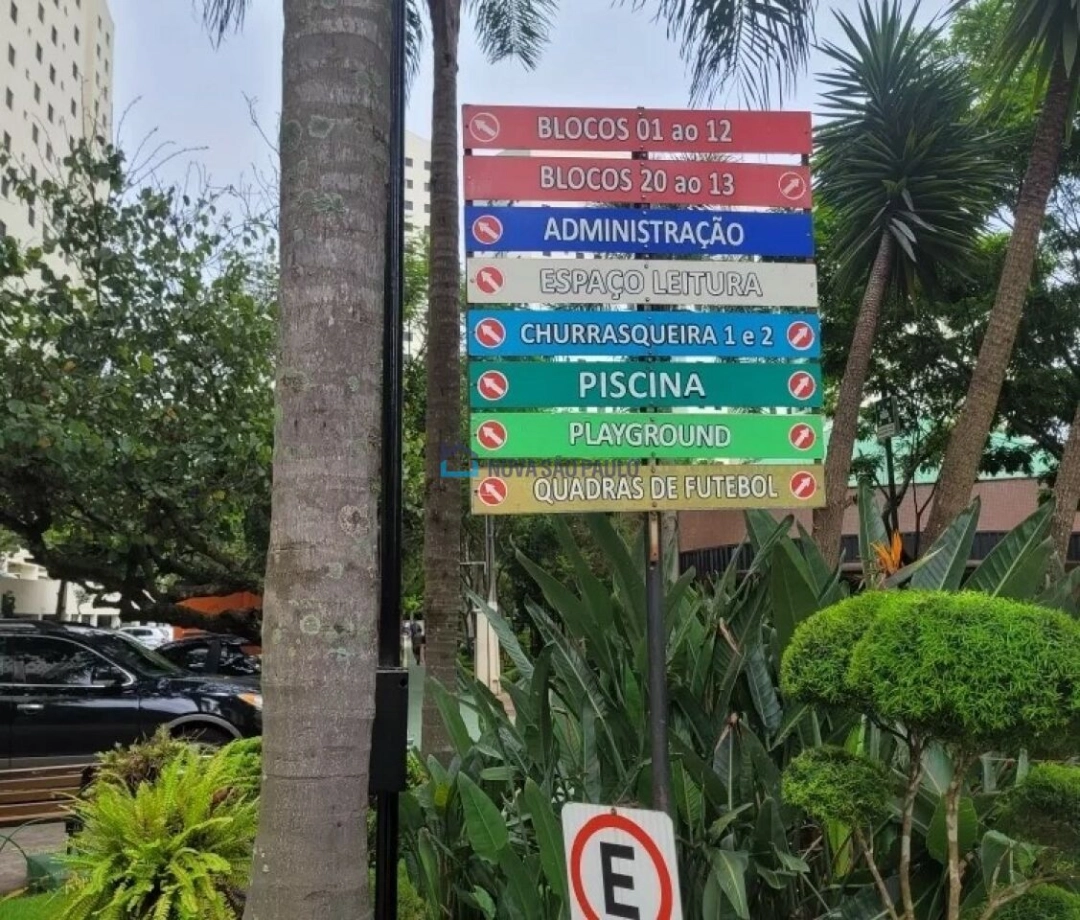 BLOCOS 01 ao 12
BLOCOS 20 ao 13
ADMINISTRAÇÃO
ESPAÇO LEITURA
CHURRASQUEIRA 1 e 2
PISCINA
PLAYGROUND
NOVA SÃO PAULO
QUADRAS DE FUTEBOL
E